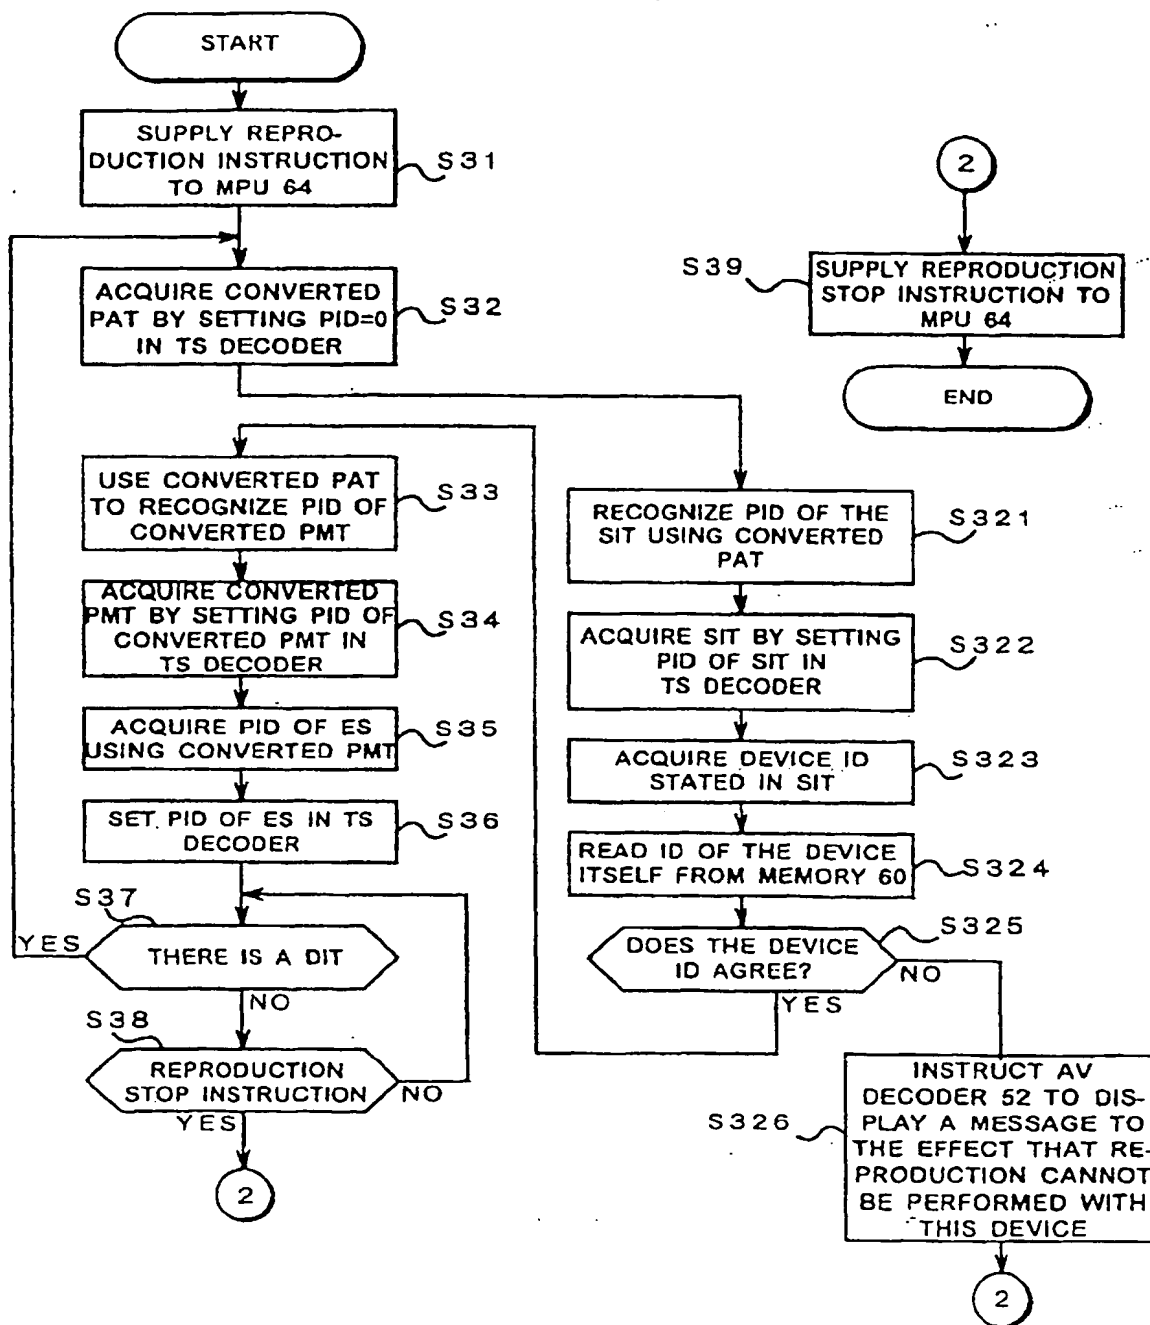 START
SUPPLY REPRO-
DUCTION INSTRUCTION
TO MPU 64
S31
ACQUIRE CONVERTED
PAT BY SETTING PID=0
IN TS DECODER
S32
USE CONVERTED PAT
TO RECOGNIZE PID OF
CONVERTED PMT
S33
ACQUIRE CONVERTED
PMT BY SETTING PID OF
CONVERTED PMT IN
TS DECODER
S34
ACQUIRE PID OF ES
USING CONVERTED PMT
S35
SET PID OF ES IN TS
DECODER
S36
S37
YES
THERE IS A DIT
NO
S38
REPRODUCTION
STOP INSTRUCTION
NO
YES
2
2
S39
SUPPLY REPRODUCTION
STOP INSTRUCTION TO
MPU 64
END
RECOGNIZE PID OF THE
SIT USING CONVERTED
PAT
S321
ACQUIRE SIT BY SETTING
PID OF SIT IN
TS DECODER
S322
ACQUIRE DEVICE ID
STATED IN SIT
S323
READ ID OF THE DEVICE
ITSELF FROM MEMORY 60
S324
S325
DOES THE DEVICE
ID AGREE?
NO
YES
S326
INSTRUCT AV
DECODER 52 TO DIS-
PLAY A MESSAGE TO
THE EFFECT THAT RE-
PRODUCTION CANNOT
BE PERFORMED WITH
THIS DEVICE
2